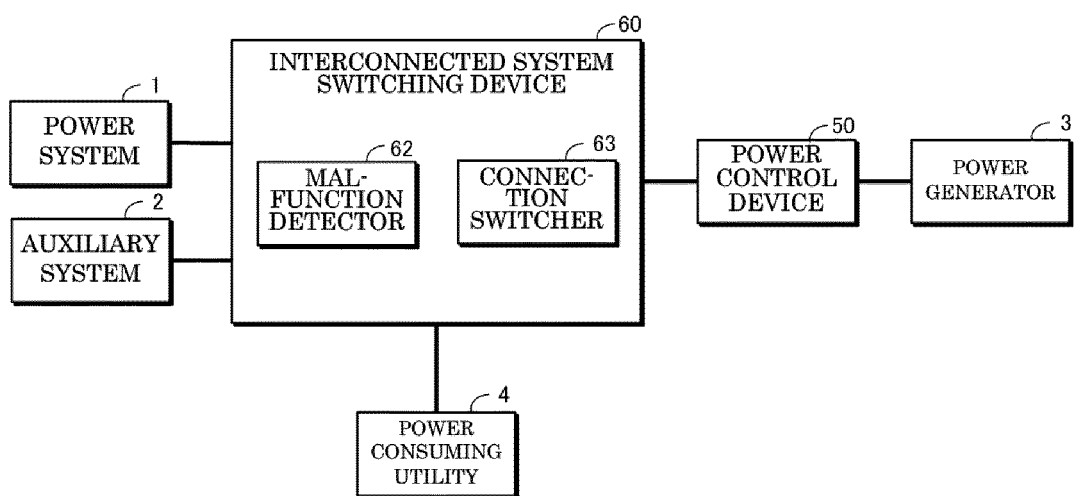 60
INTERCONNECTED SYSTEM
SWITCHING DEVICE
1
POWER
SYSTEM
62
MAL-
FUNCTION
DETECTOR
63
CONNEC-
TION
SWITCHER
50
POWER
CONTROL
DEVICE
3
POWER
GENERATOR
2
AUXILIARY
SYSTEM
4
POWER
CONSUMING
UTILITY